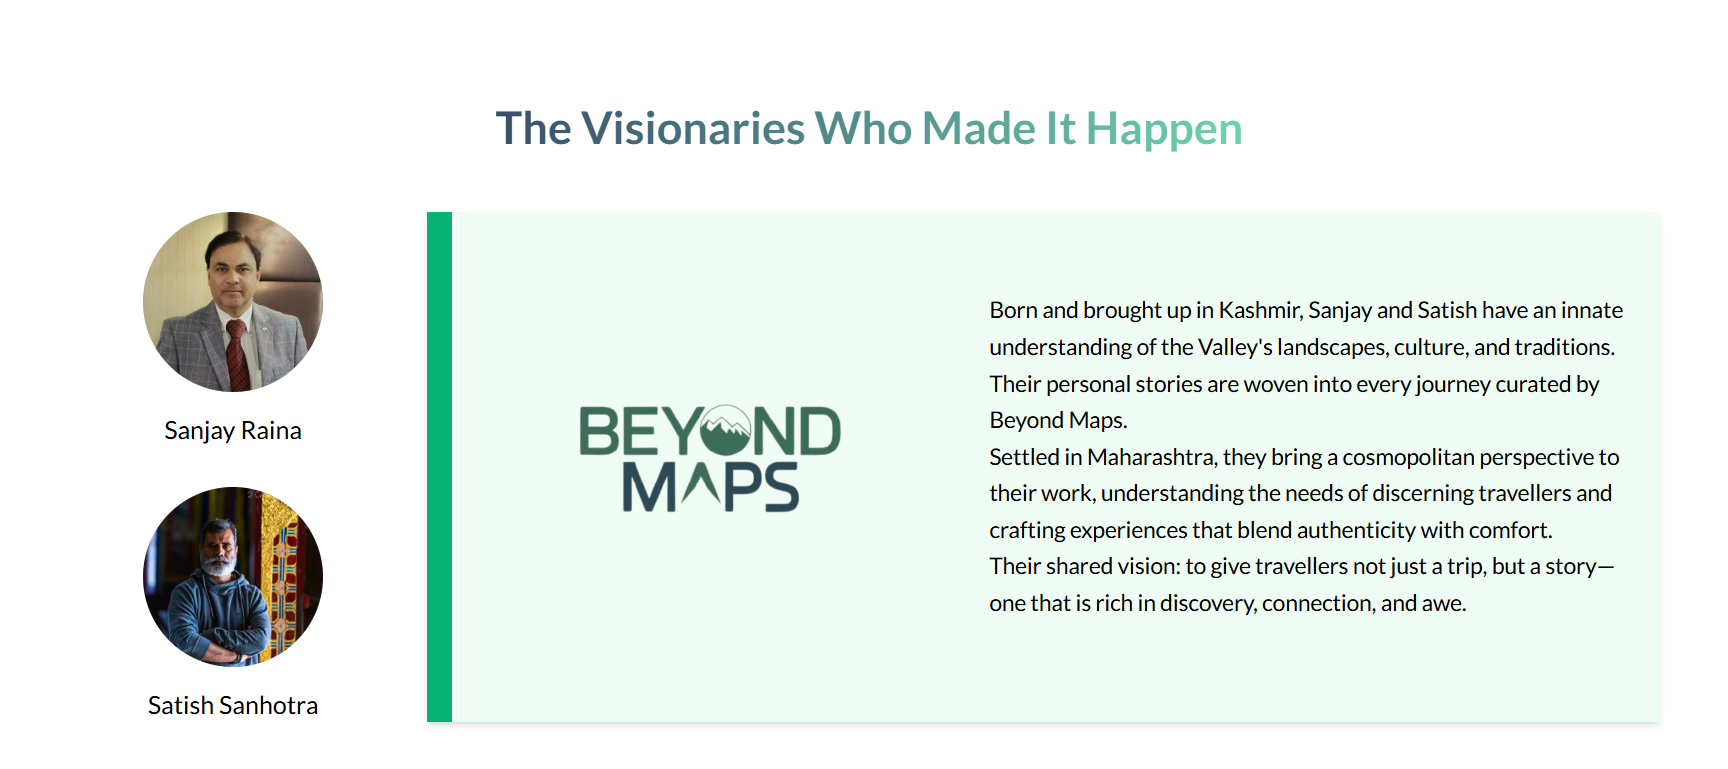 The Visionaries Who Made It Happen
Sanjay Raina
Satish Sanhotra
BEYOND
MAPS
Born and brought up in Kashmir, Sanjay and Satish have an innate
understanding of the Valley's landscapes, culture, and traditions.
Their personal stories are woven into every journey curated by
Beyond Maps.
Settled in Maharashtra, they bring a cosmopolitan perspective to
their work, understanding the needs of discerning travellers and
crafting experiences that blend authenticity with comfort.
Their shared vision: to give travellers not just a trip, but a story—
one that is rich in discovery, connection, and awe.